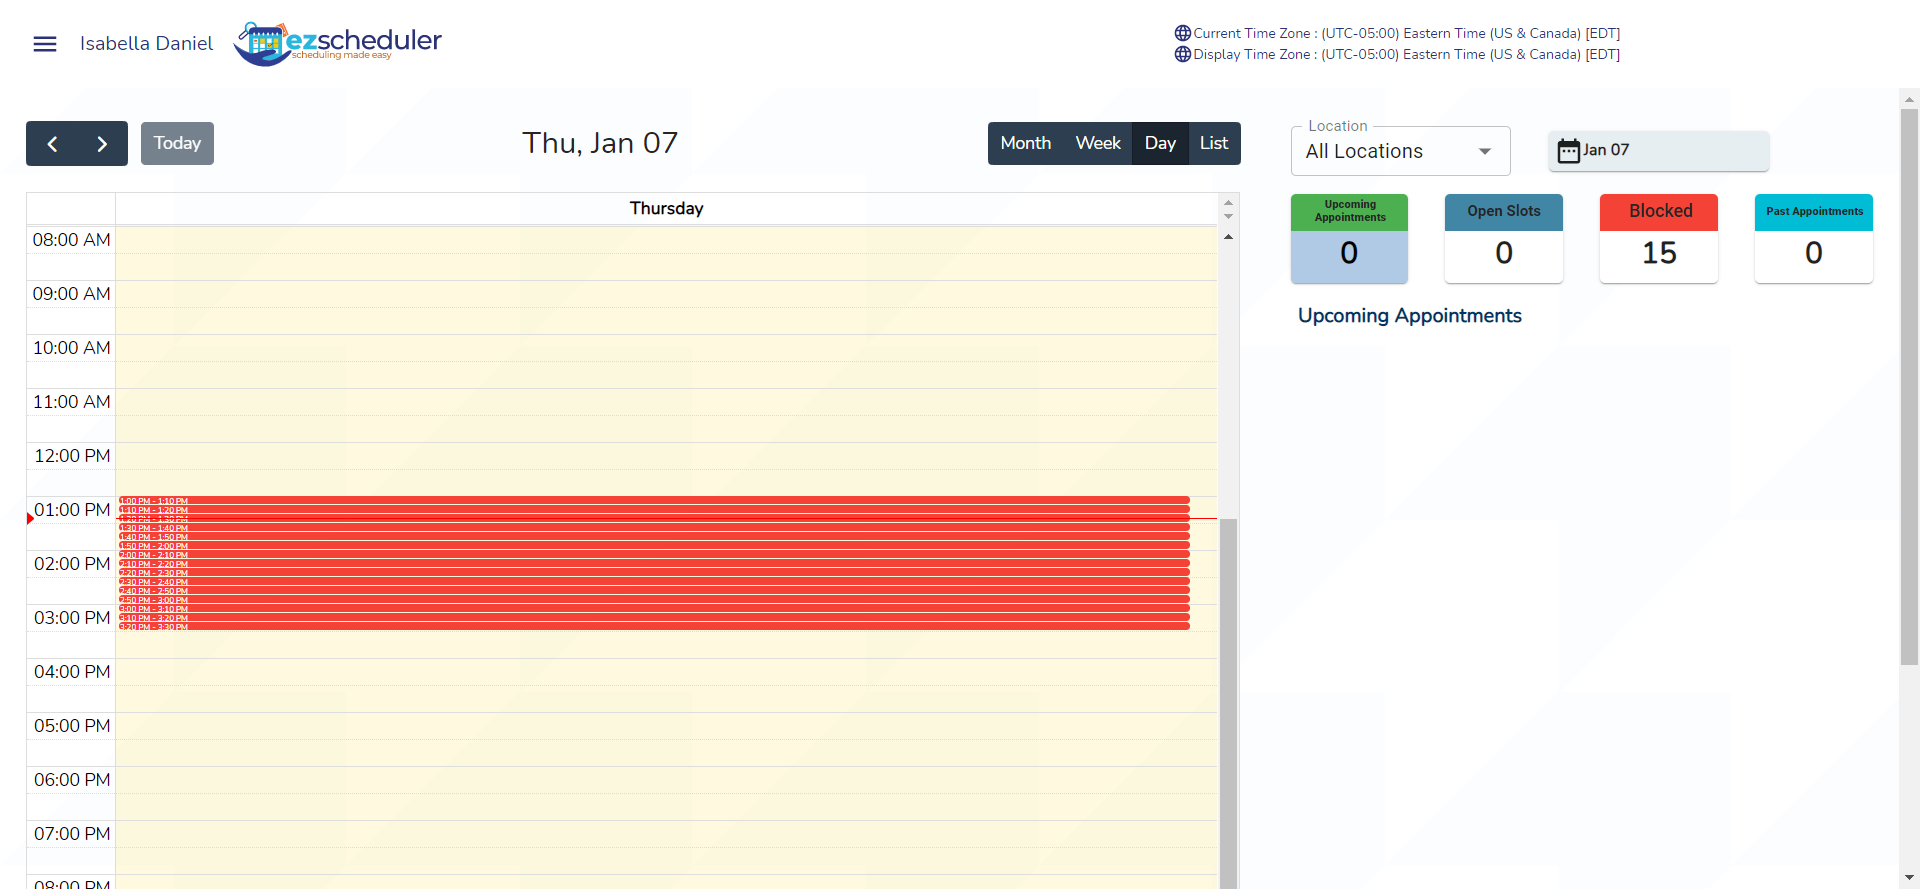 Isabella Daniel
ezscheduler
scheduling made easy
Current Time Zone : (UTC-05:00) Eastern Time (US & Canada) [EDT]
Display Time Zone : (UTC-05:00) Eastern Time (US & Canada) [EDT]
Today
Thu, Jan 07
Month Week Day List
Location
All Locations
Jan 07
Upcoming Appointments
0
Open Slots
0
Blocked
15
Past Appointments
0
Upcoming Appointments
Thursday
08:00 AM
09:00 AM
10:00 AM
11:00 AM
12:00 PM
01:00 PM
02:00 PM
03:00 PM
04:00 PM
05:00 PM
06:00 PM
07:00 PM
08:00 PM
1:00 PM - 1:10 PM
1:10 PM - 1:20 PM
1:20 PM - 1:30 PM
1:30 PM - 1:40 PM
1:40 PM - 1:50 PM
1:50 PM - 2:00 PM
2:00 PM - 2:10 PM
2:10 PM - 2:20 PM
2:20 PM - 2:30 PM
2:30 PM - 2:40 PM
2:40 PM - 2:50 PM
2:50 PM - 3:00 PM
3:00 PM - 3:10 PM
3:10 PM - 3:20 PM
3:20 PM - 3:30 PM